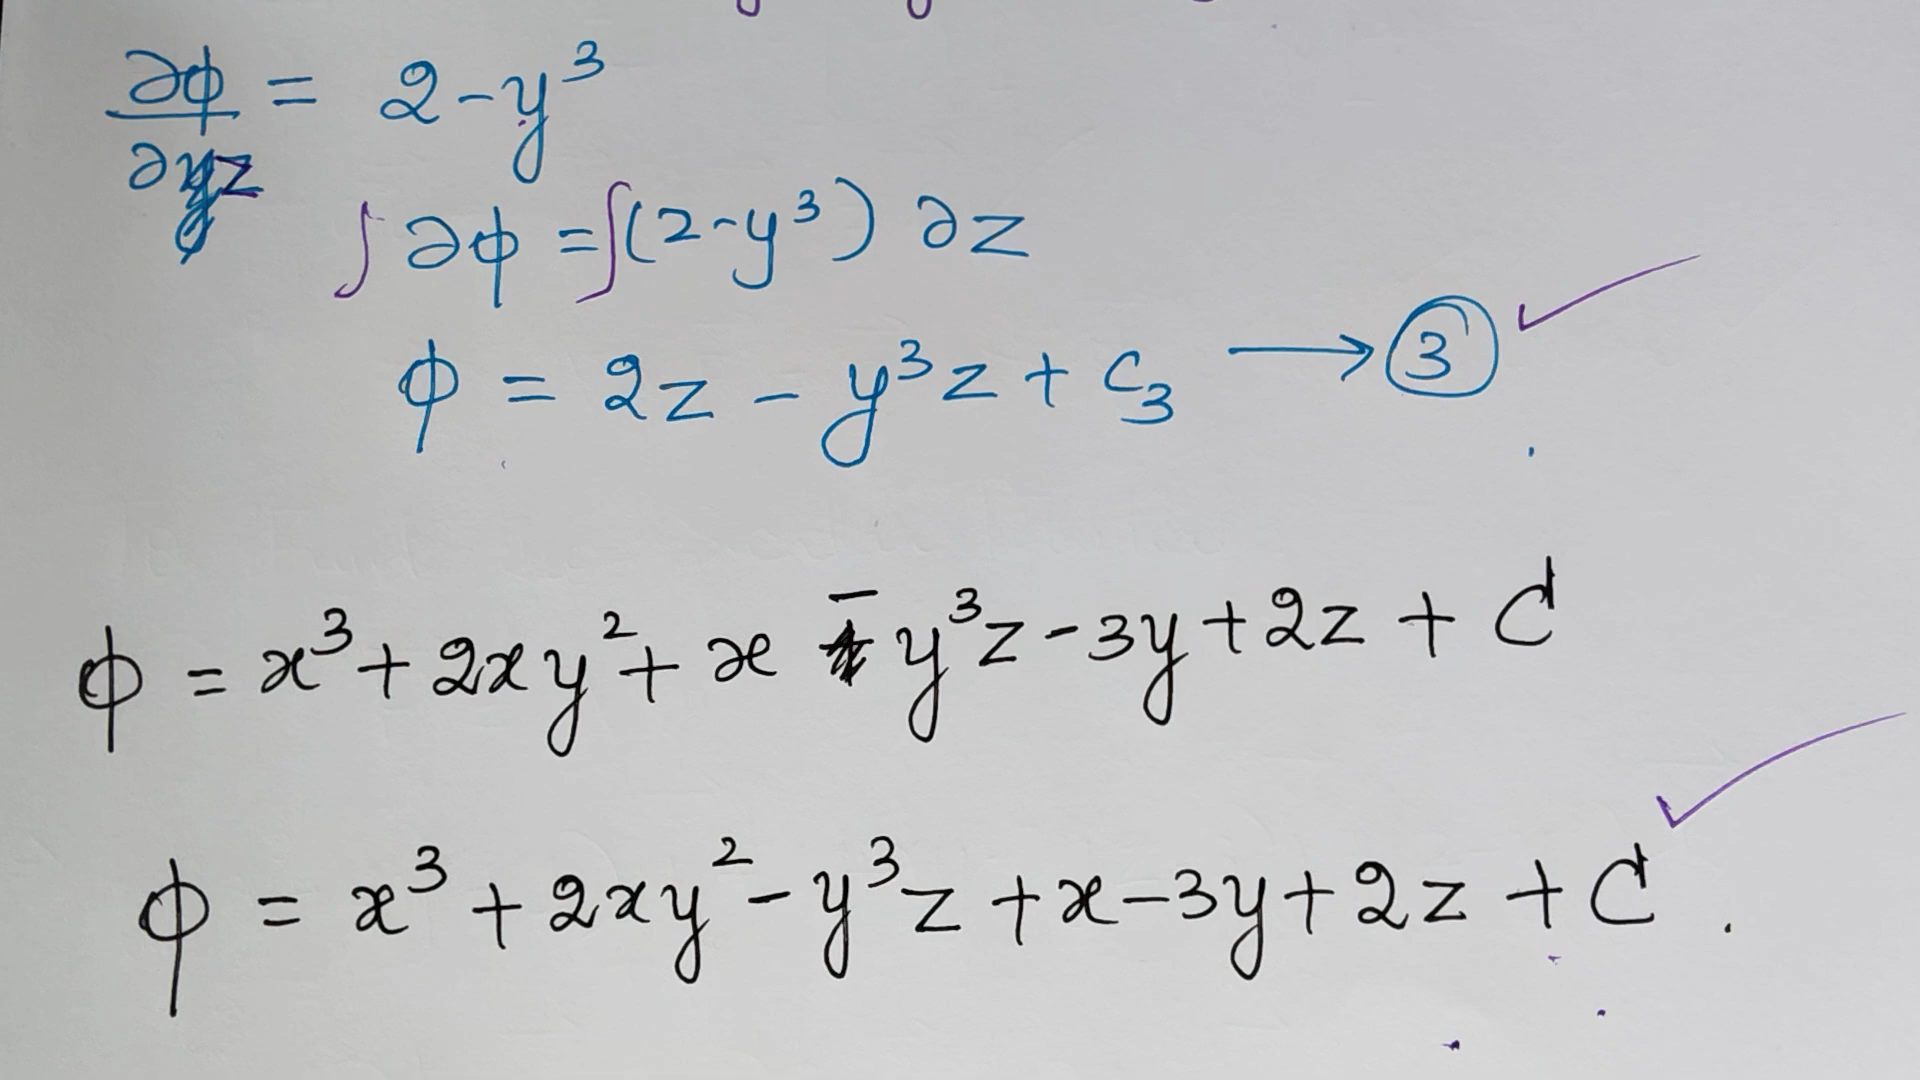 ∂ϕ/∂z = 2-y³
∫∂ϕ = ∫(2-y³) ∂z
ϕ = 2z - y³z + c₃ → ③ ✓
ϕ = x³ + 2xy² + x - y³z - 3y + 2z + C
ϕ = x³ + 2xy² - y³z + x - 3y + 2z + C. ✓